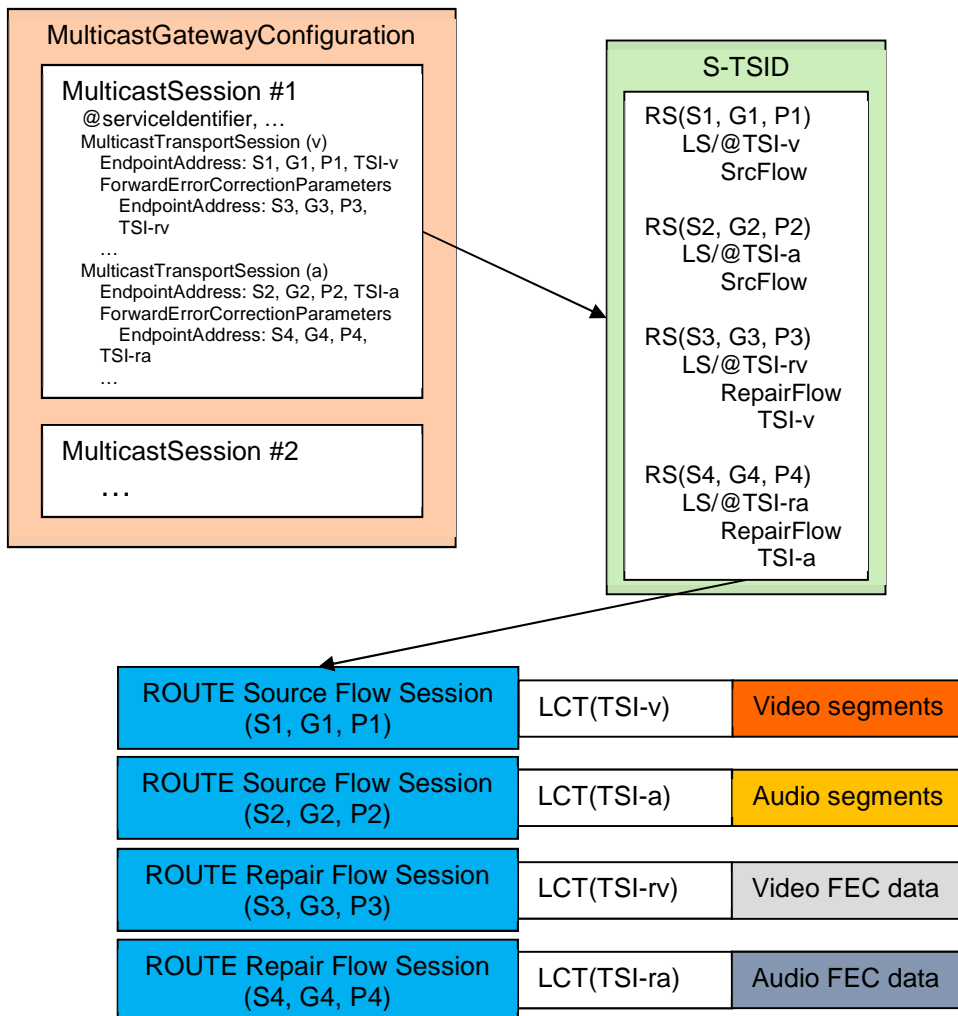 MulticastGatewayConfiguration
MulticastSession #1
@serviceIdentifier, …
MulticastTransportSession (v)
EndpointAddress: S1, G1, P1, TSI-v
ForwardErrorCorrectionParameters
EndpointAddress: S3, G3, P3,
TSI-rv
…
MulticastTransportSession (a)
EndpointAddress: S2, G2, P2, TSI-a
ForwardErrorCorrectionParameters
EndpointAddress: S4, G4, P4,
TSI-ra
…
MulticastSession #2
…
S-TSID
RS(S1, G1, P1)
LS/@TSI-v
SrcFlow
RS(S2, G2, P2)
LS/@TSI-a
SrcFlow
RS(S3, G3, P3)
LS/@TSI-rv
RepairFlow
TSI-v
RS(S4, G4, P4)
LS/@TSI-ra
RepairFlow
TSI-a
ROUTE Source Flow Session
(S1, G1, P1)
LCT(TSI-v)
Video segments
ROUTE Source Flow Session
(S2, G2, P2)
LCT(TSI-a)
Audio segments
ROUTE Repair Flow Session
(S3, G3, P3)
LCT(TSI-rv)
Video FEC data
ROUTE Repair Flow Session
(S4, G4, P4)
LCT(TSI-ra)
Audio FEC data